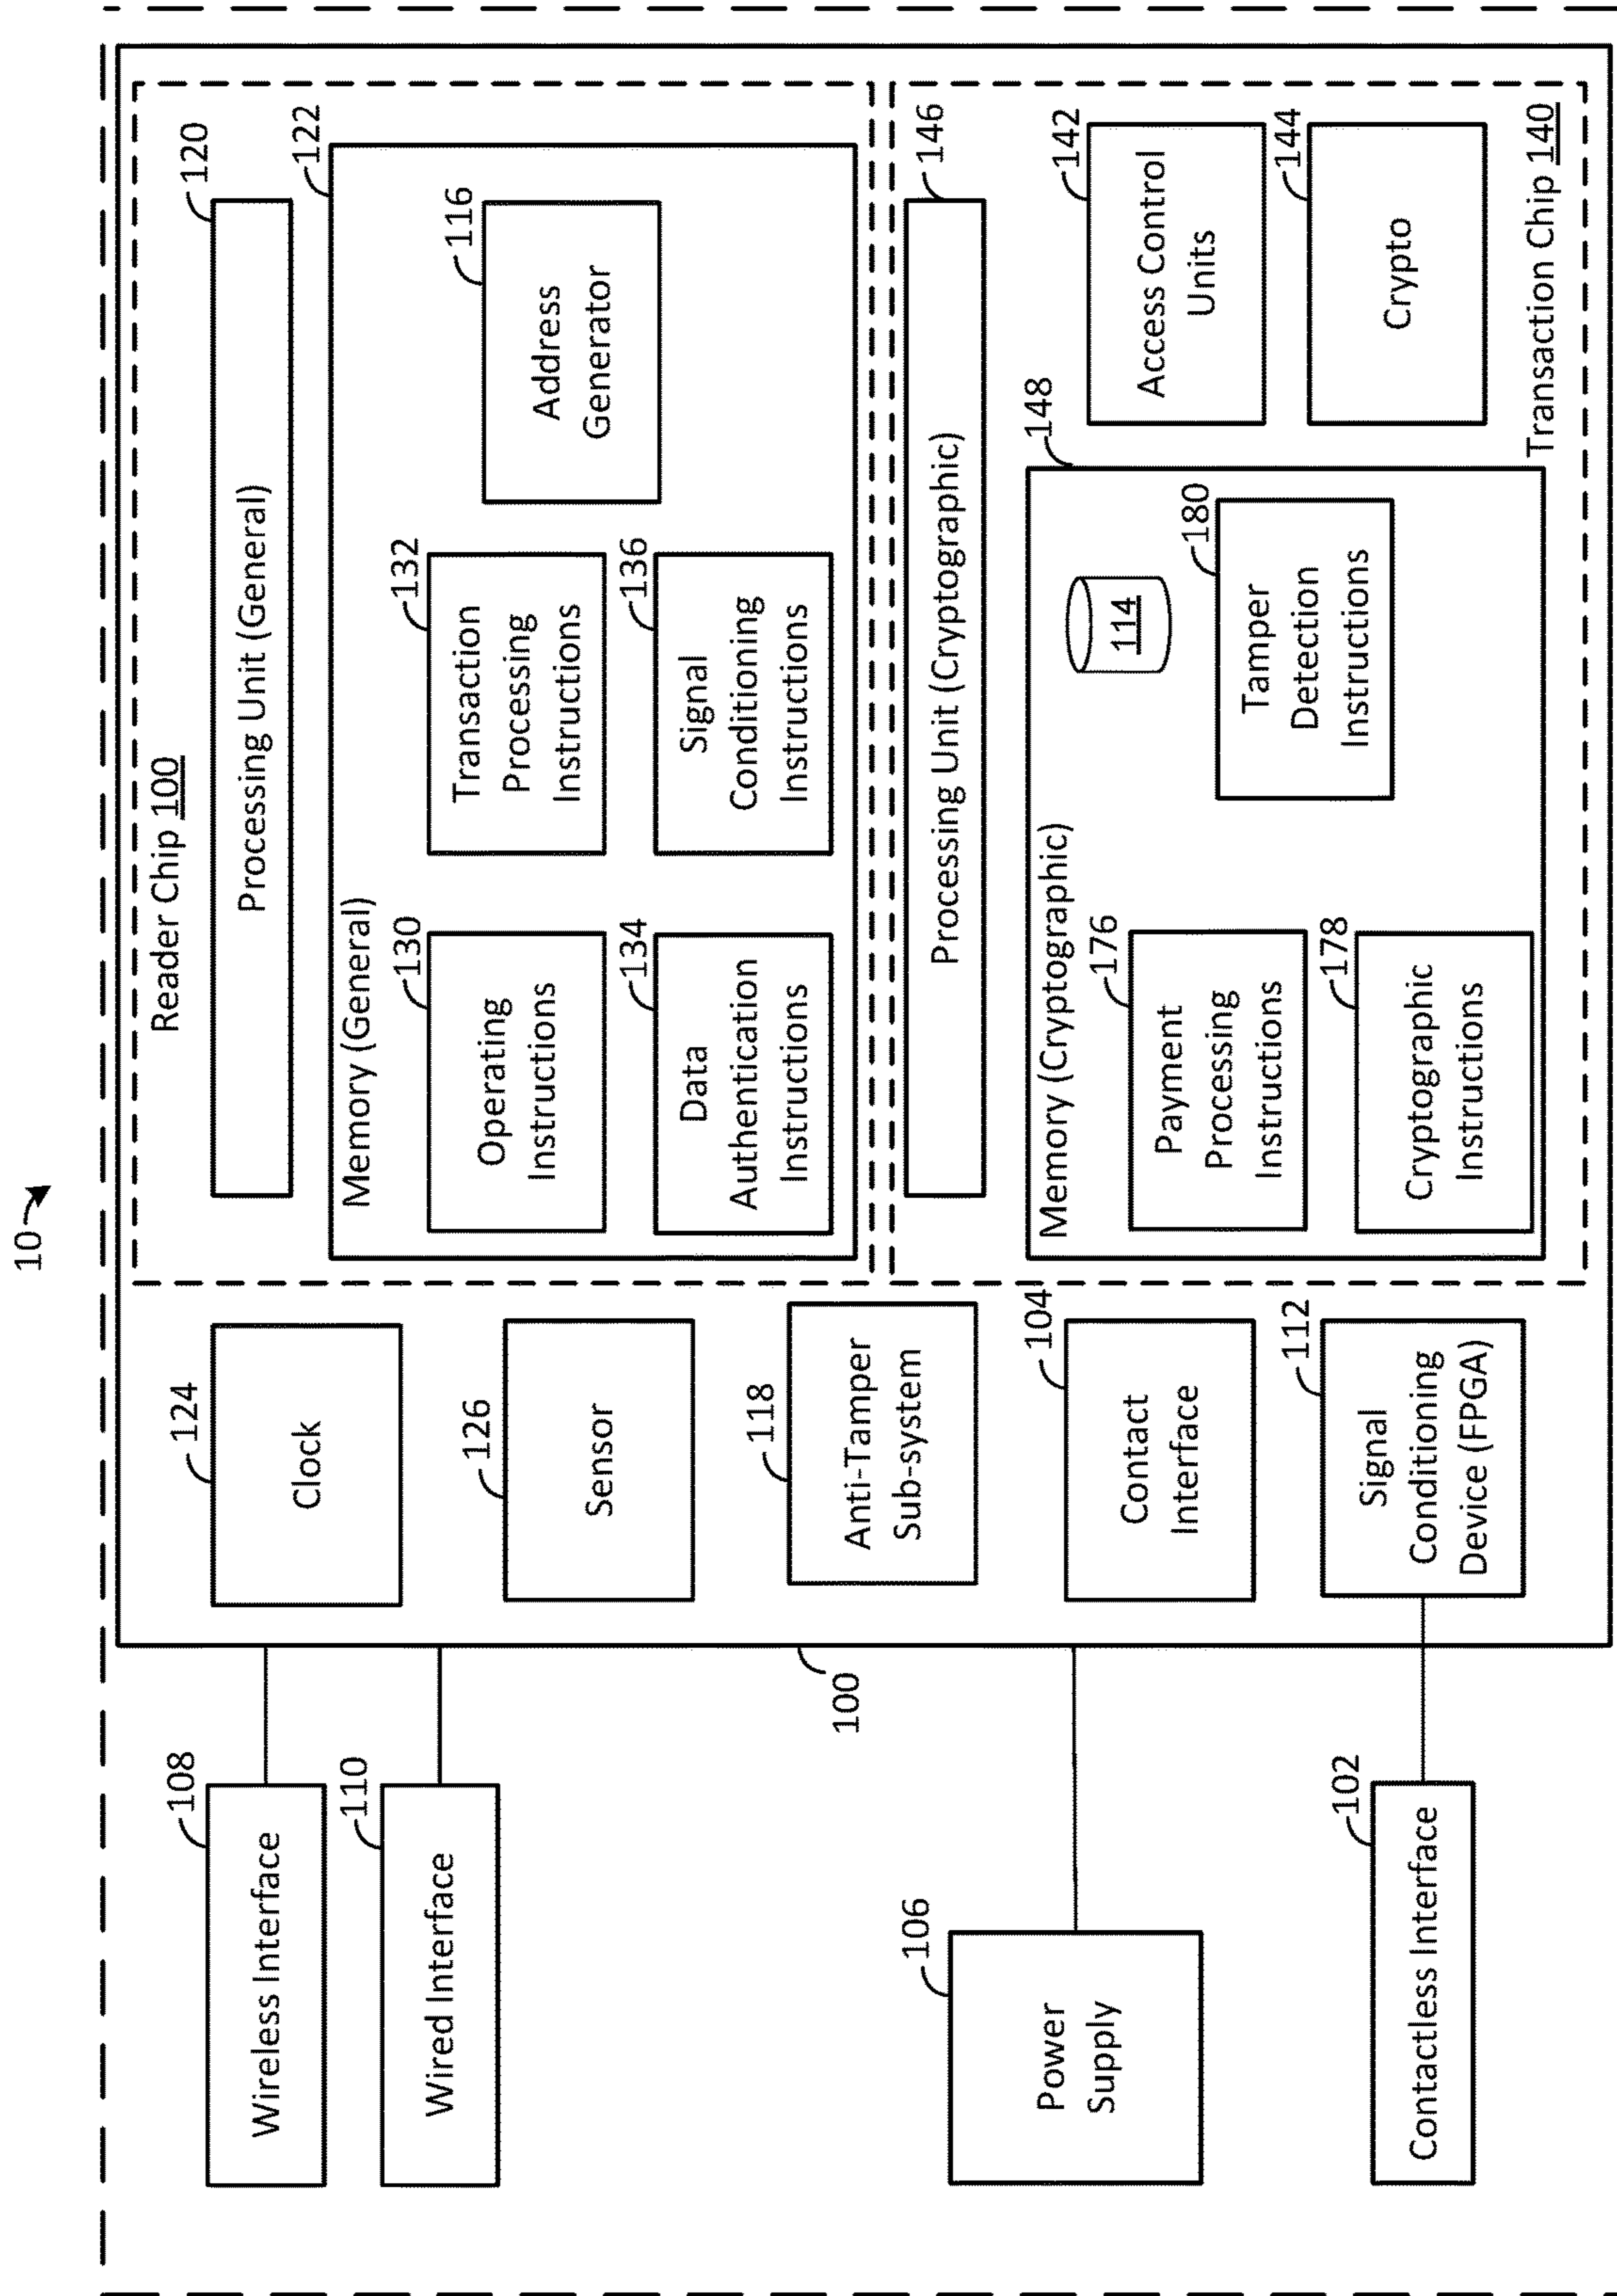 10
Wireless Interface
108
Wired Interface
110
Power
Supply
106
Contactless Interface
102
100
Clock
124
Sensor
126
Anti-Tamper
Sub-system
118
Contact
Interface
104
Signal
Conditioning
Device (FPGA)
112
Reader Chip 100
Processing Unit (General)
120
Memory (General)
122
Operating
Instructions
130
Transaction
Processing
Instructions
132
Data
Authentication
Instructions
134
Signal
Conditioning
Instructions
136
Address
Generator
116
Processing Unit (Cryptographic)
146
Memory (Cryptographic)
148
Payment
Processing
Instructions
176
Cryptographic
Instructions
178
114
Tamper
Detection
Instructions
180
Access Control
Units
142
Crypto
144
Transaction Chip 140